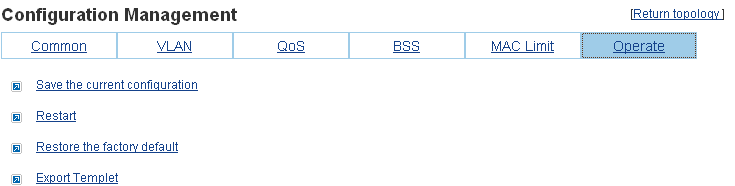 Configuration Management [Return topology]
Common VLAN QoS BSS MAC Limit Operate
Save the current configuration
Restart
Restore the factory default
Export Templet